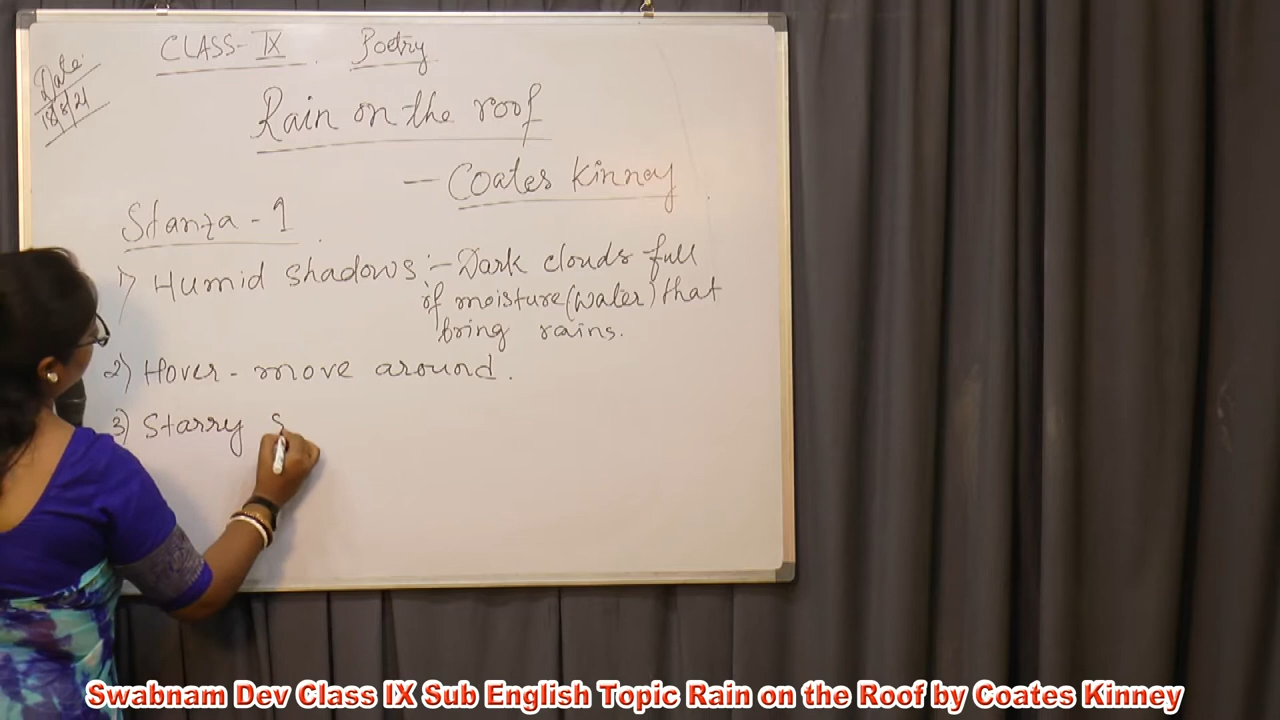 Date:
18/8/21
CLASS-IX Poetry
Rain on the roof
- Coates Kinney
Stanza - 1
1) Humid shadows :- Dark clouds full
of moisture (water) that
bring rains.
2) Hover - move around.
3) Starry S
Swabnam Dev Class IX Sub English Topic Rain on the Roof by Coates Kinney